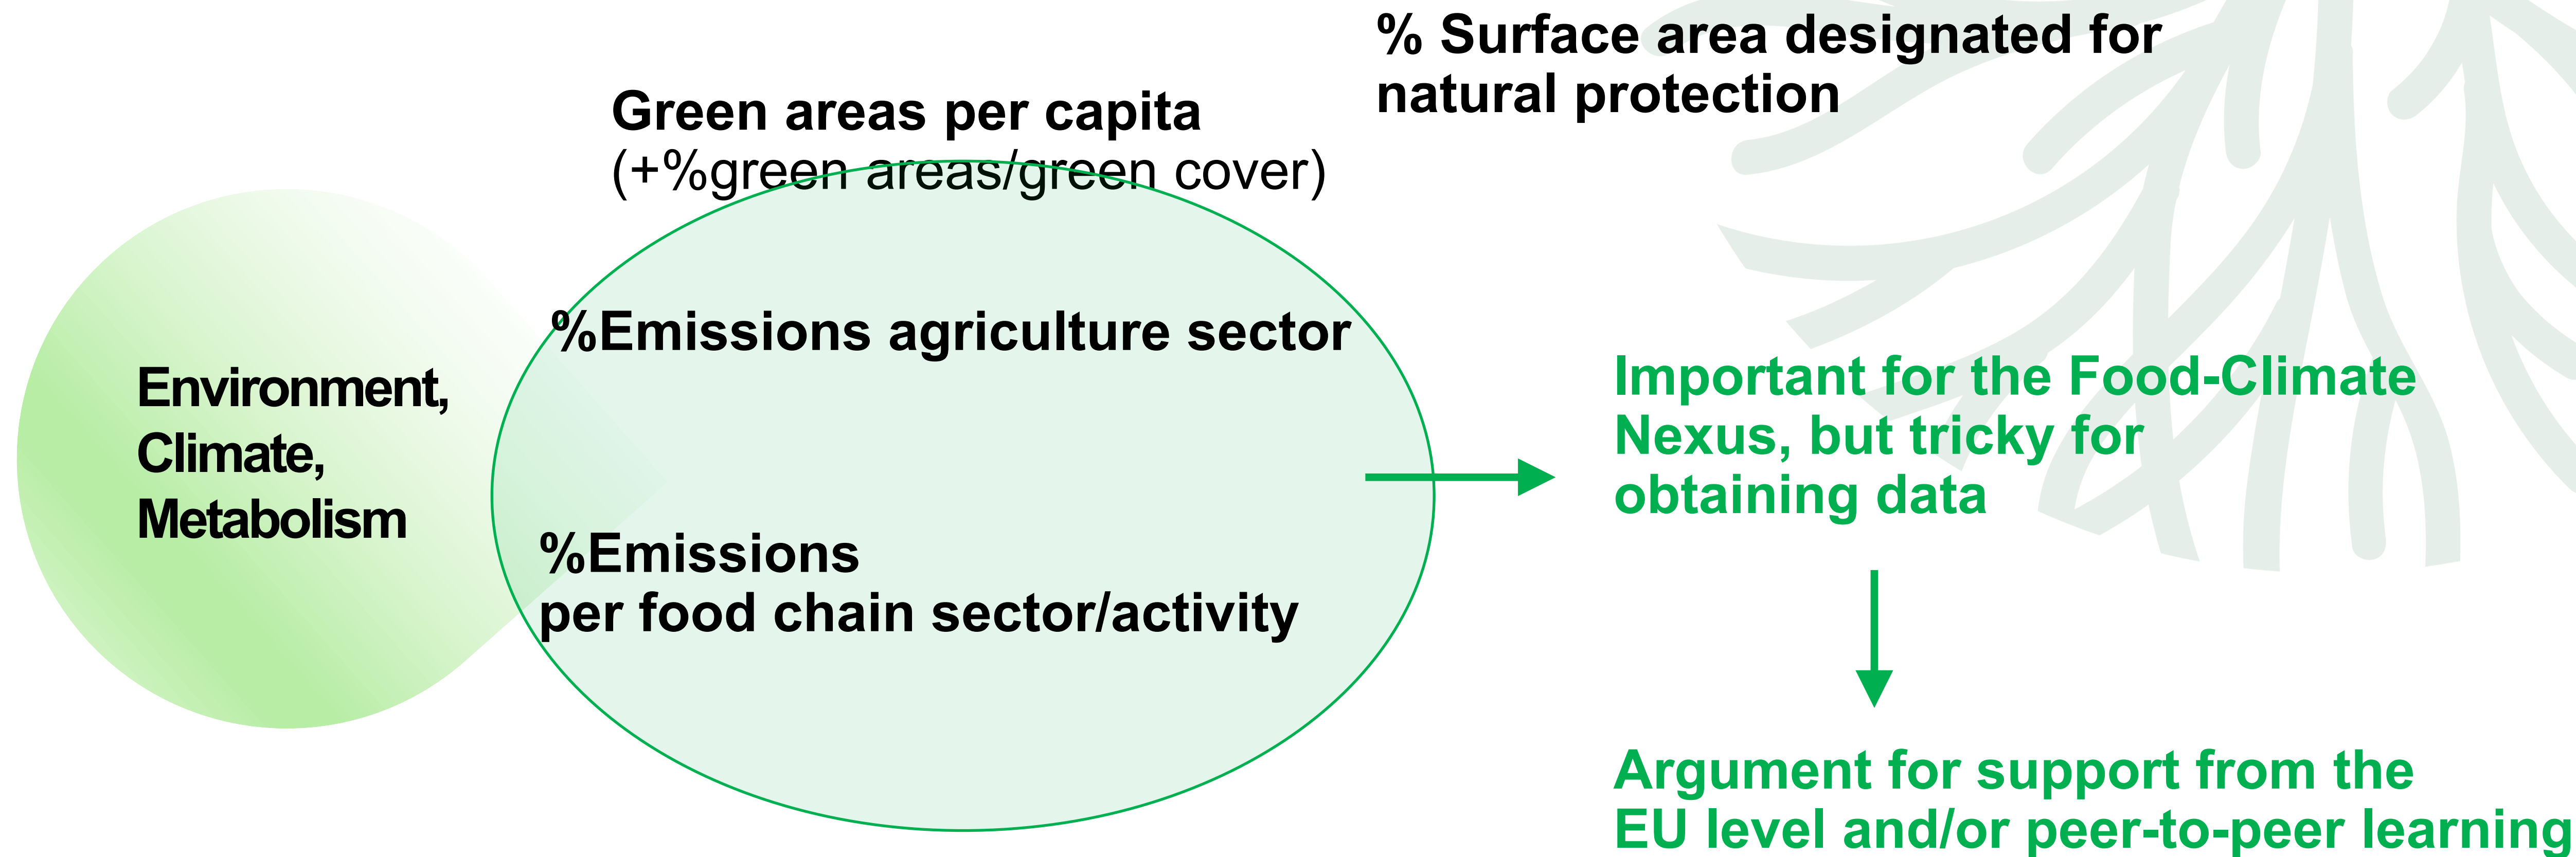 % Surface area designated for
natural protection
Green areas per capita
(+%green areas/green cover)
%Emissions agriculture sector
Environment,
Climate,
Metabolism
%Emissions
per food chain sector/activity
Important for the Food-Climate
Nexus, but tricky for
obtaining data
Argument for support from the
EU level and/or peer-to-peer learning